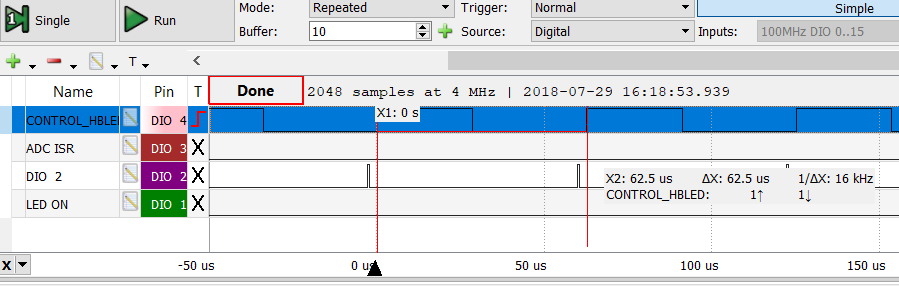 Single
Run
Mode: Repeated Trigger: Normal Simple
Buffer: 10 Source: Digital Inputs: 100MHz DIO 0..15
T
Name Pin T Done 2048 samples at 4 MHz | 2018-07-29 16:18:53.939
X1: 0 s
CONTROL_HBLED DIO 4
ADC ISR DIO 3 X
DIO 2 DIO 2 X
X2: 62.5 us ΔX: 62.5 us 1/ΔX: 16 kHz
CONTROL_HBLED: 1↑ 1↓
LED ON DIO 1 X
X -50 us 0 us 50 us 100 us 150 us